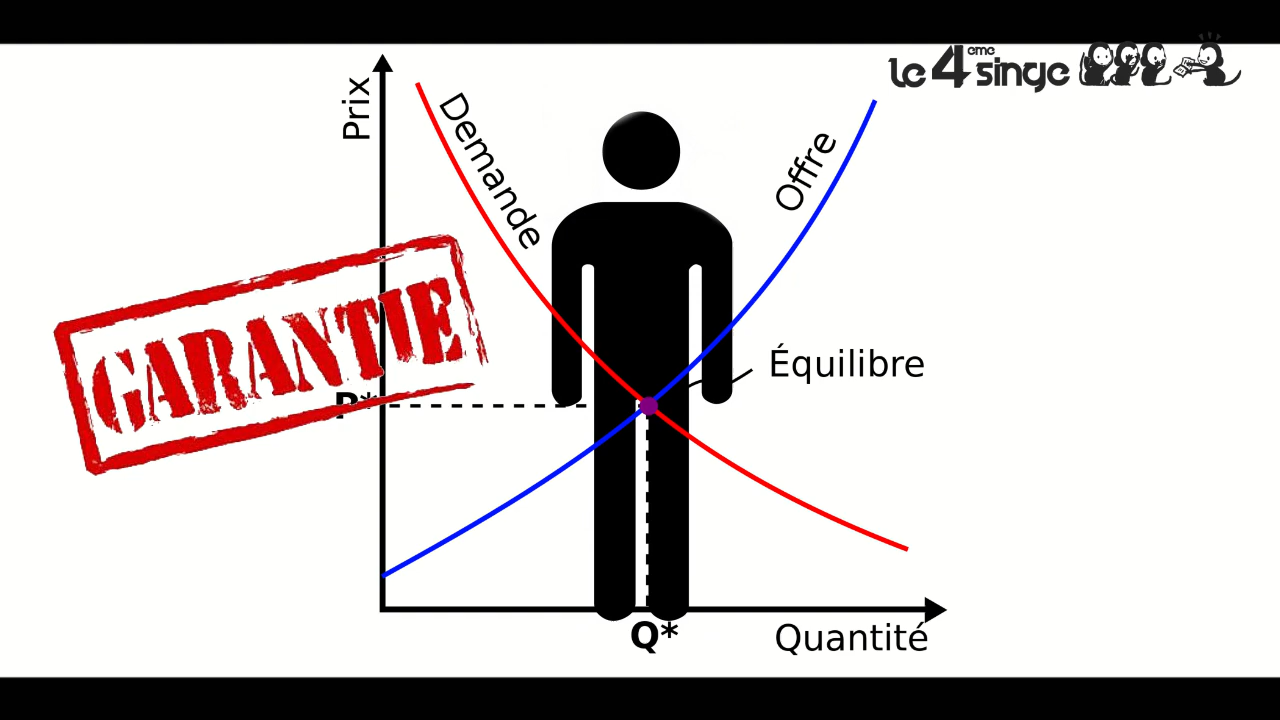 le 4ème singe
Prix
Demande
Offre
GARANTIE
Équilibre
P*
Q*
Quantité